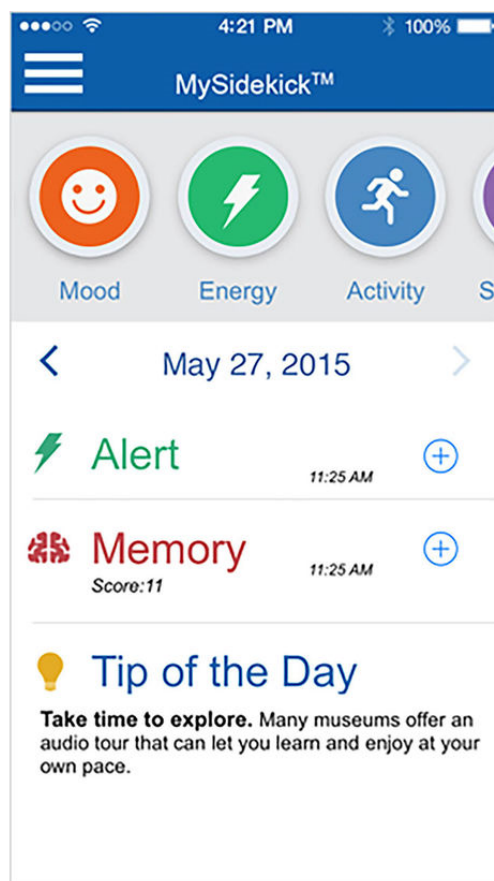 4:21 PM 100%
MySidekick™
Mood Energy Activity S
May 27, 2015
Alert
11:25 AM
Memory
Score:11 11:25 AM
Tip of the Day
Take time to explore. Many museums offer an
audio tour that can let you learn and enjoy at your
own pace.